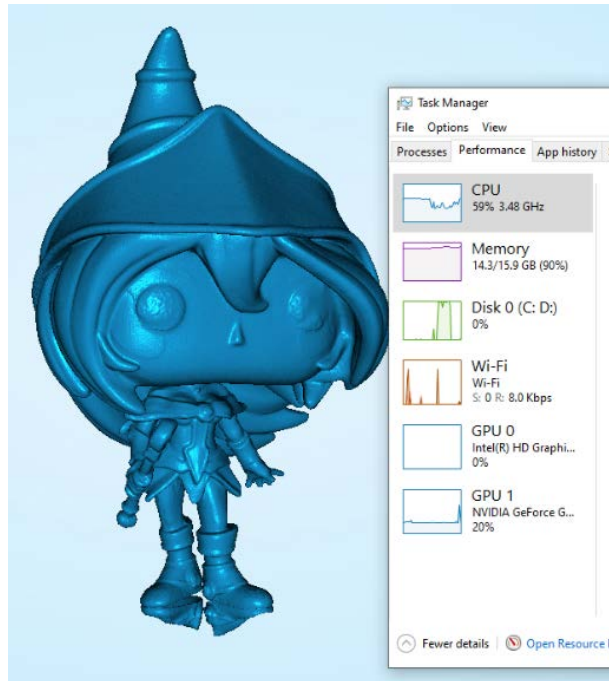 Task Manager
File Options View
Processes Performance App history
CPU
59% 3.48 GHz
Memory
14.3/15.9 GB (90%)
Disk 0 (C: D:)
0%
Wi-Fi
Wi-Fi
S: 0 R: 8.0 Kbps
GPU 0
Intel(R) HD Graphi...
0%
GPU 1
NVIDIA GeForce G...
20%
Fewer details Open Resource